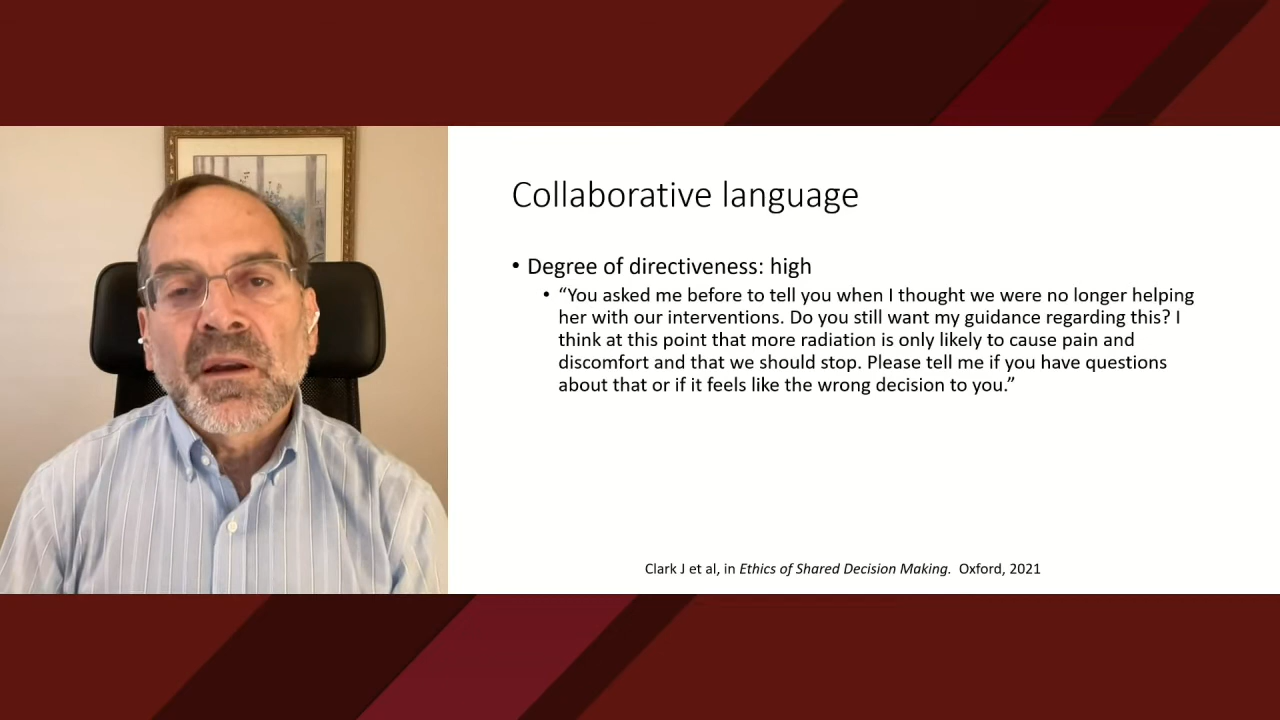 Collaborative language
• Degree of directiveness: high
• “You asked me before to tell you when I thought we were no longer helping
her with our interventions. Do you still want my guidance regarding this? I
think at this point that more radiation is only likely to cause pain and
discomfort and that we should stop. Please tell me if you have questions
about that or if it feels like the wrong decision to you.”
Clark J et al, in Ethics of Shared Decision Making. Oxford, 2021